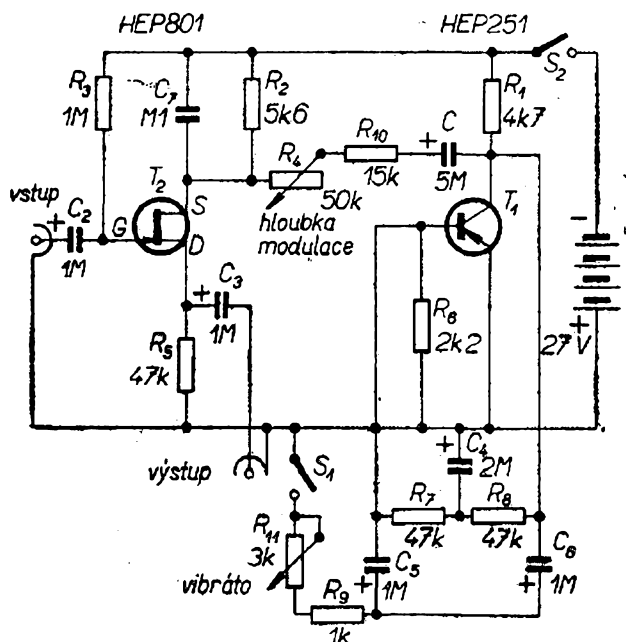 HEP801
HEP251
S2
R3
1M
C7
M1
R2
5k6
R1
4k7
R10
15k
+
C
5M
R4
50k
hloubka
modulace
T2
S
G
D
T1
vstup
+
C2
1M
+
C3
1M
R5
47k
R6
2k2
-
+
27V
výstup
S1
+
C4
2M
R7
47k
R8
47k
R11
3k
vibráto
R9
1k
C5
+
1M
C6
+
1M